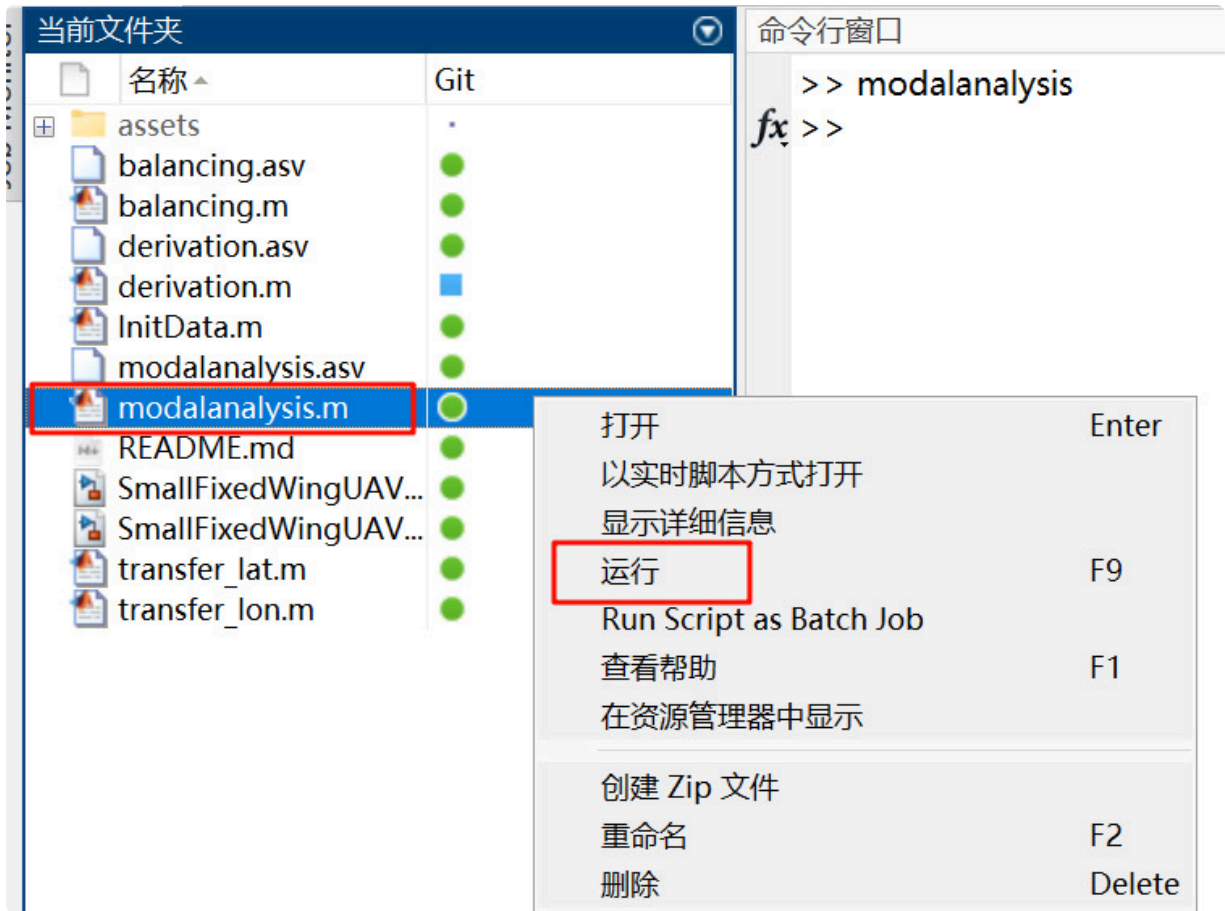 当前文件夹
名称 Git
assets
balancing.asv
balancing.m
derivation.asv
derivation.m
InitData.m
modalanalysis.asv
modalanalysis.m
README.md
SmallFixedWingUAV...
SmallFixedWingUAV...
transfer_lat.m
transfer_lon.m
命令行窗口
>> modalanalysis
fx >>
打开 Enter
以实时脚本方式打开
显示详细信息
运行 F9
Run Script as Batch Job
查看帮助 F1
在资源管理器中显示
创建 Zip 文件
重命名 F2
删除 Delete